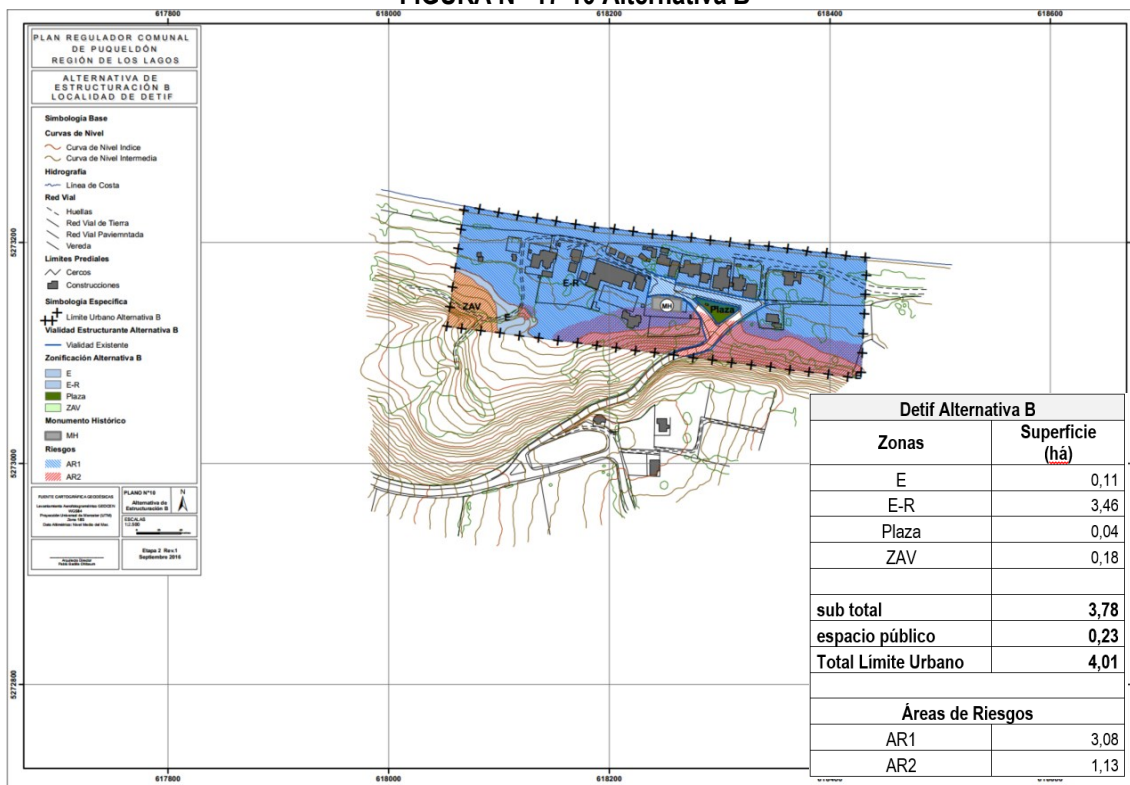 FIGURA N° 17-10 Alternativa B
617800
618000
618200
618400
618600
PLAN REGULADOR COMUNAL
DE PUQUELDÓN
REGIÓN DE LOS LAGOS
ALTERNATIVA DE
ESTRUCTURACIÓN B
LOCALIDAD DE DETIF
Simbología Base
Curvas de Nivel
Curva de Nivel Indice
Curva de Nivel Intermedia
Hidrografía
Línea de Costa
Red Vial
Huellas
Red Vial de Tierra
Red Vial Paviemntada
Vereda
Limites Prediales
Cercos
Construcciones
Simbología Específica
Límite Urbano Alternativa B
Vialidad Estructurante Alternativa B
Vialidad Existente
Zonificación Alternativa B
E
E-R
Plaza
ZAV
Monumento Histórico
MH
Riesgos
AR1
AR2
PLANO N°10
Alternativa de
Estructuración B
N
ESCALAS
Etapa 2 Rev.1
Septiembre 2016
5273200
5273000
5272800
E-R
ZAV
E
MH
Plaza
Detif Alternativa B
Zonas Superficie (há)
E 0,11
E-R 3,46
Plaza 0,04
ZAV 0,18
sub total 3,78
espacio público 0,23
Total Límite Urbano 4,01
Áreas de Riesgos
AR1 3,08
AR2 1,13
617800
618000
618200